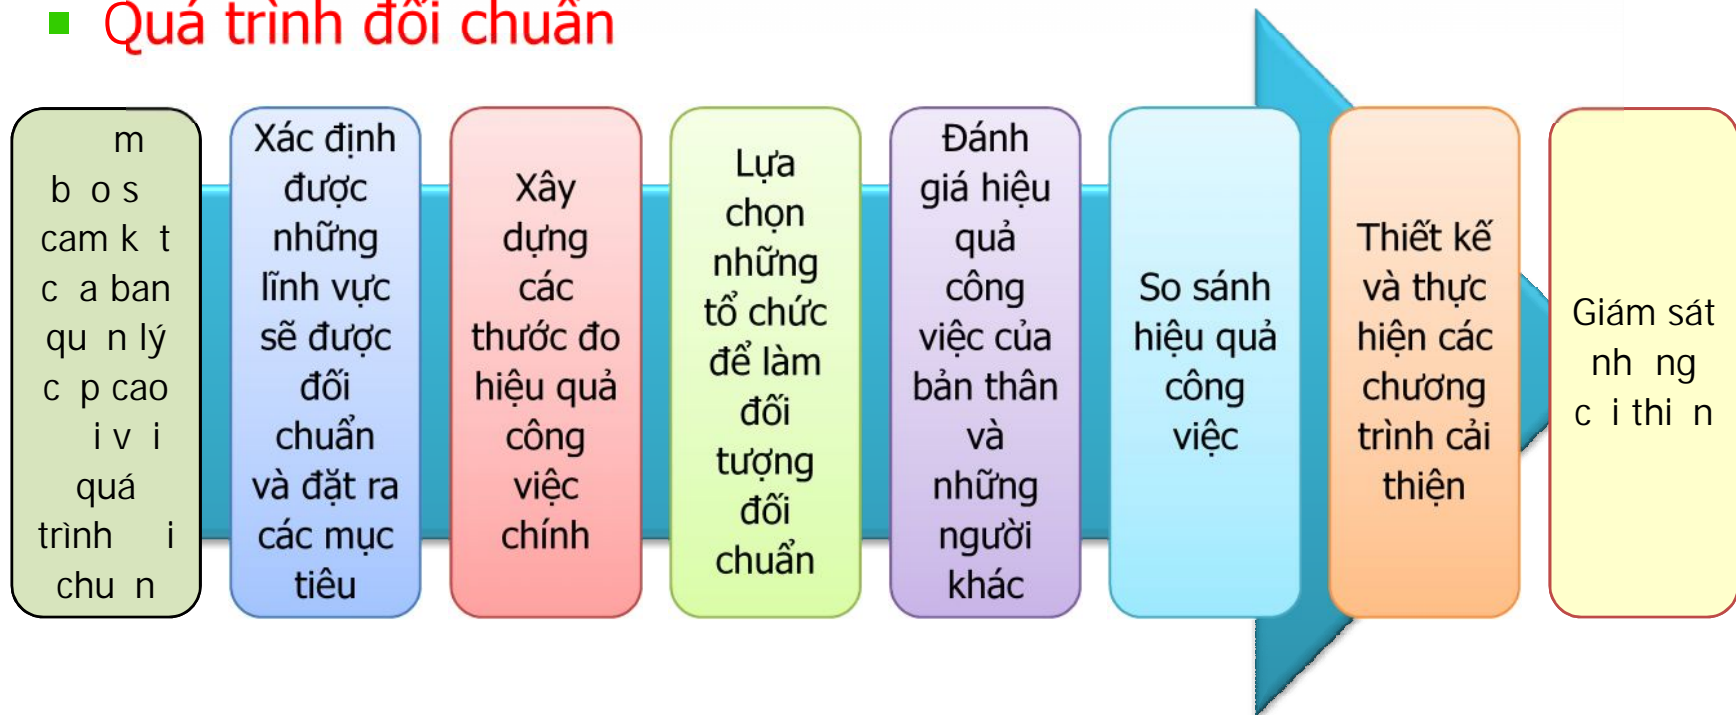 Quá trình đối chuẩn
m
b o s
cam k t
c a ban
qu n lý
c p cao
i v i
quá
trình i
chu n
Xác định
được
những
lĩnh vực
sẽ được
đối
chuẩn
và đặt ra
các mục
tiêu
Xây
dựng
các
thước đo
hiệu quả
công
việc
chính
Lựa
chọn
những
tổ chức
để làm
đối
tượng
đối
chuẩn
Đánh
giá hiệu
quả
công
việc của
bản thân
và
những
người
khác
So sánh
hiệu quả
công
việc
Thiết kế
và thực
hiện các
chương
trình cải
thiện
Giám sát
nh ng
c i thi n